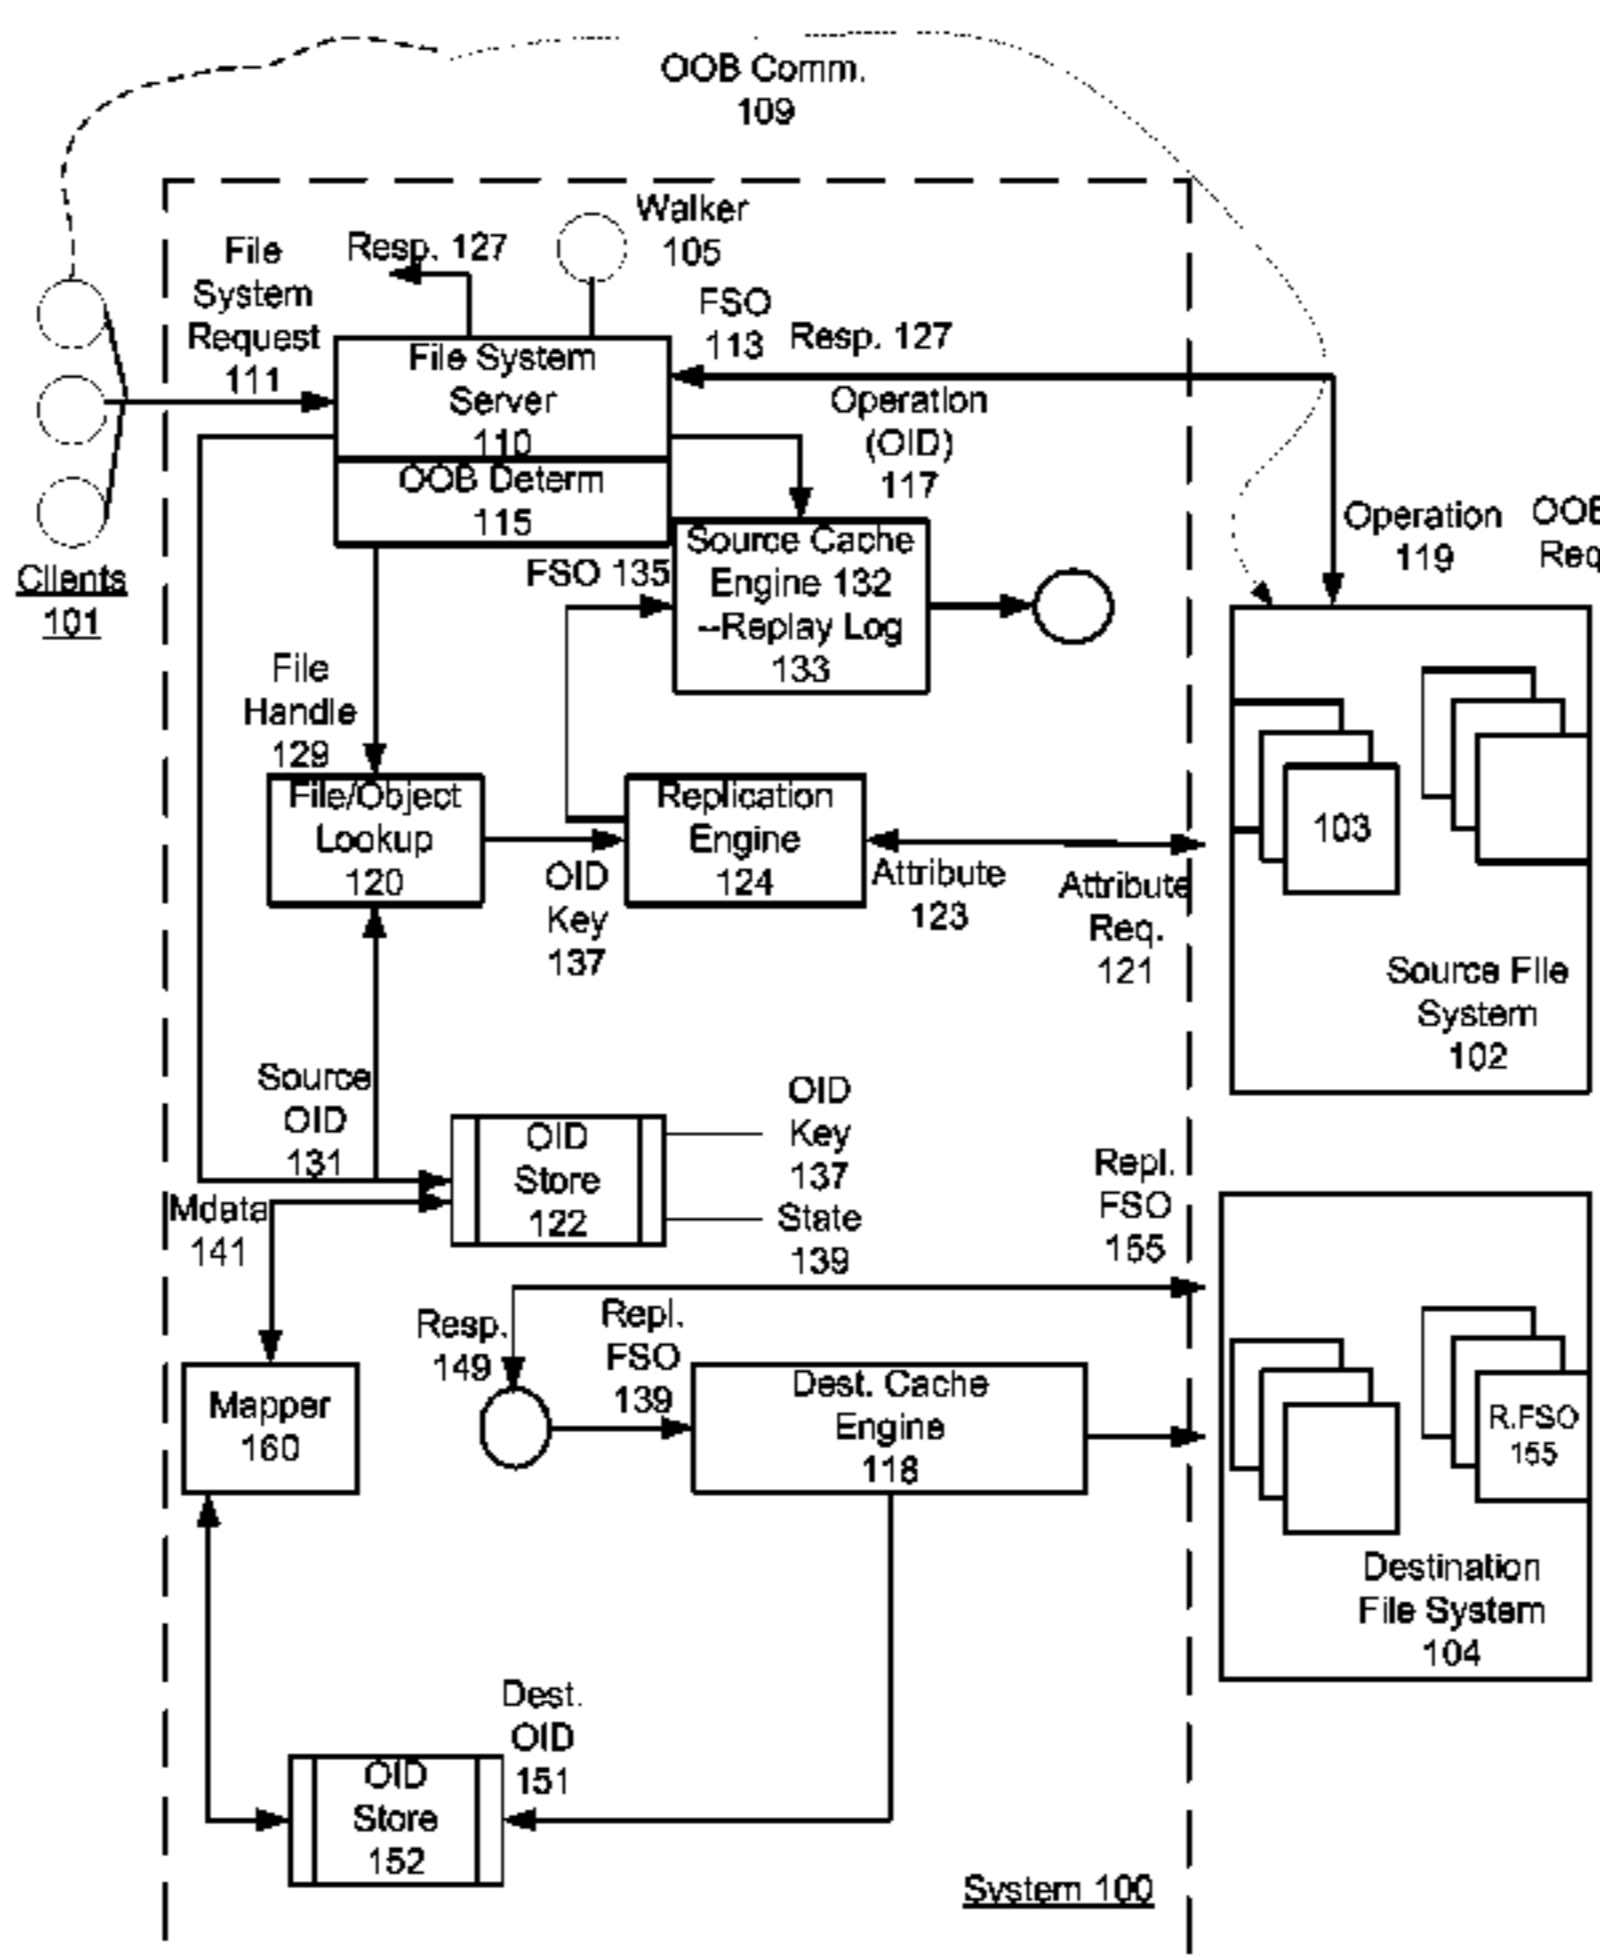 OOB Comm.
109
Walker
105
File
System
Request
111
Resp. 127
FSO
113
Resp. 127
File System
Server
110
OOB Determ
115
Operation
(OID)
117
Clients
101
FSO 135
Source Cache
Engine 132
--Replay Log
133
Operation
119
OOB
Req
File
Handle
129
File/Object
Lookup
120
OID
Key
137
Replication
Engine
124
Attribute
123
Attribute
Req.
121
103
Source File
System
102
Source
OID
131
OID
Store
122
OID
Key
137
State
139
Mdata
141
Repl.
FSO
155
Resp.
149
Repl.
FSO
139
Mapper
160
Dest. Cache
Engine
118
R.FSO
155
Destination
File System
104
Dest.
OID
151
OID
Store
152
System 100